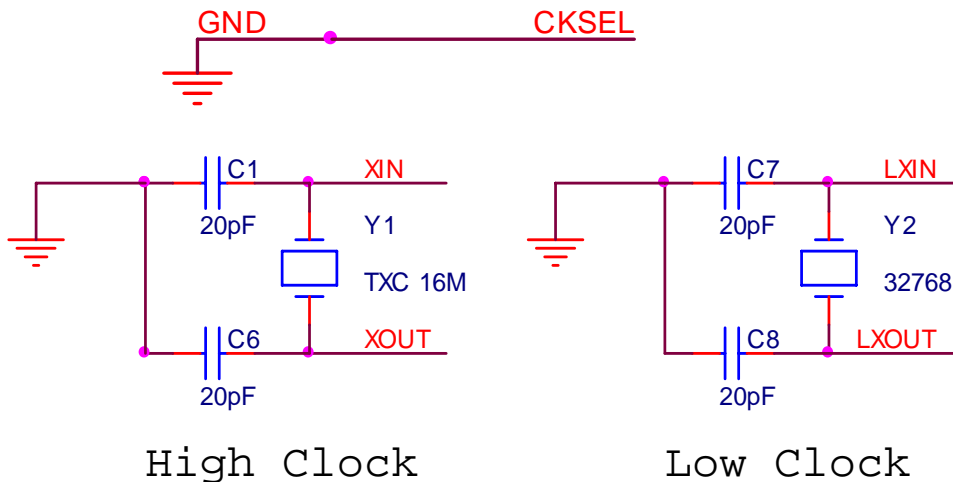 GND CKSEL
C1 XIN
20pF Y1
TXC 16M
C6 XOUT
20pF
High Clock
C7 LXIN
20pF Y2
32768
C8 LXOUT
20pF
Low Clock